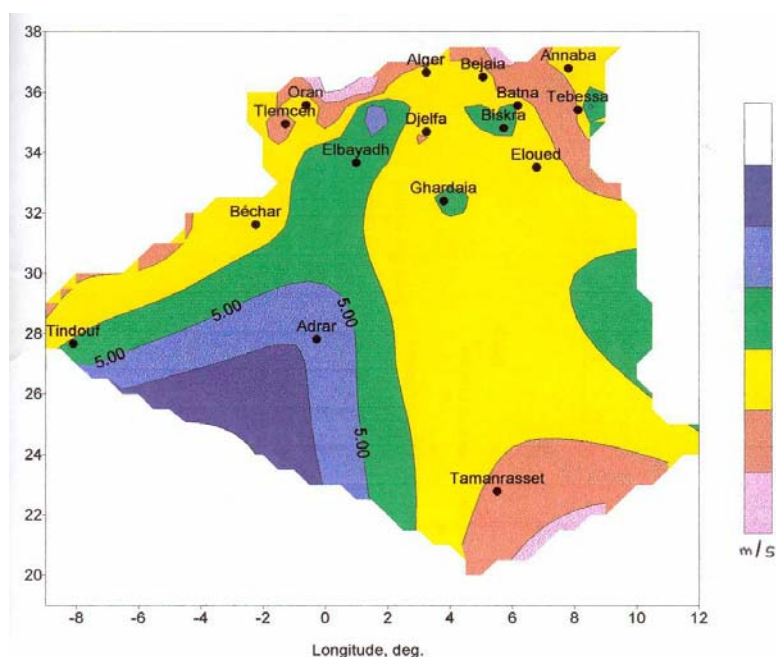 38
36
34
32
30
28
26
24
22
20
Alger
Bejaia
Annaba
Oran
Batna
Tlemcen
Tebessa
Djelfa
Biskra
Elbayadh
Eloued
Ghardaia
Béchar
5.00
5.00
Tindouf
5.00
Adrar
5.00
Tamanrasset
m/s
-8 -6 -4 -2 0 2 4 6 8 10 12
Longitude, deg.